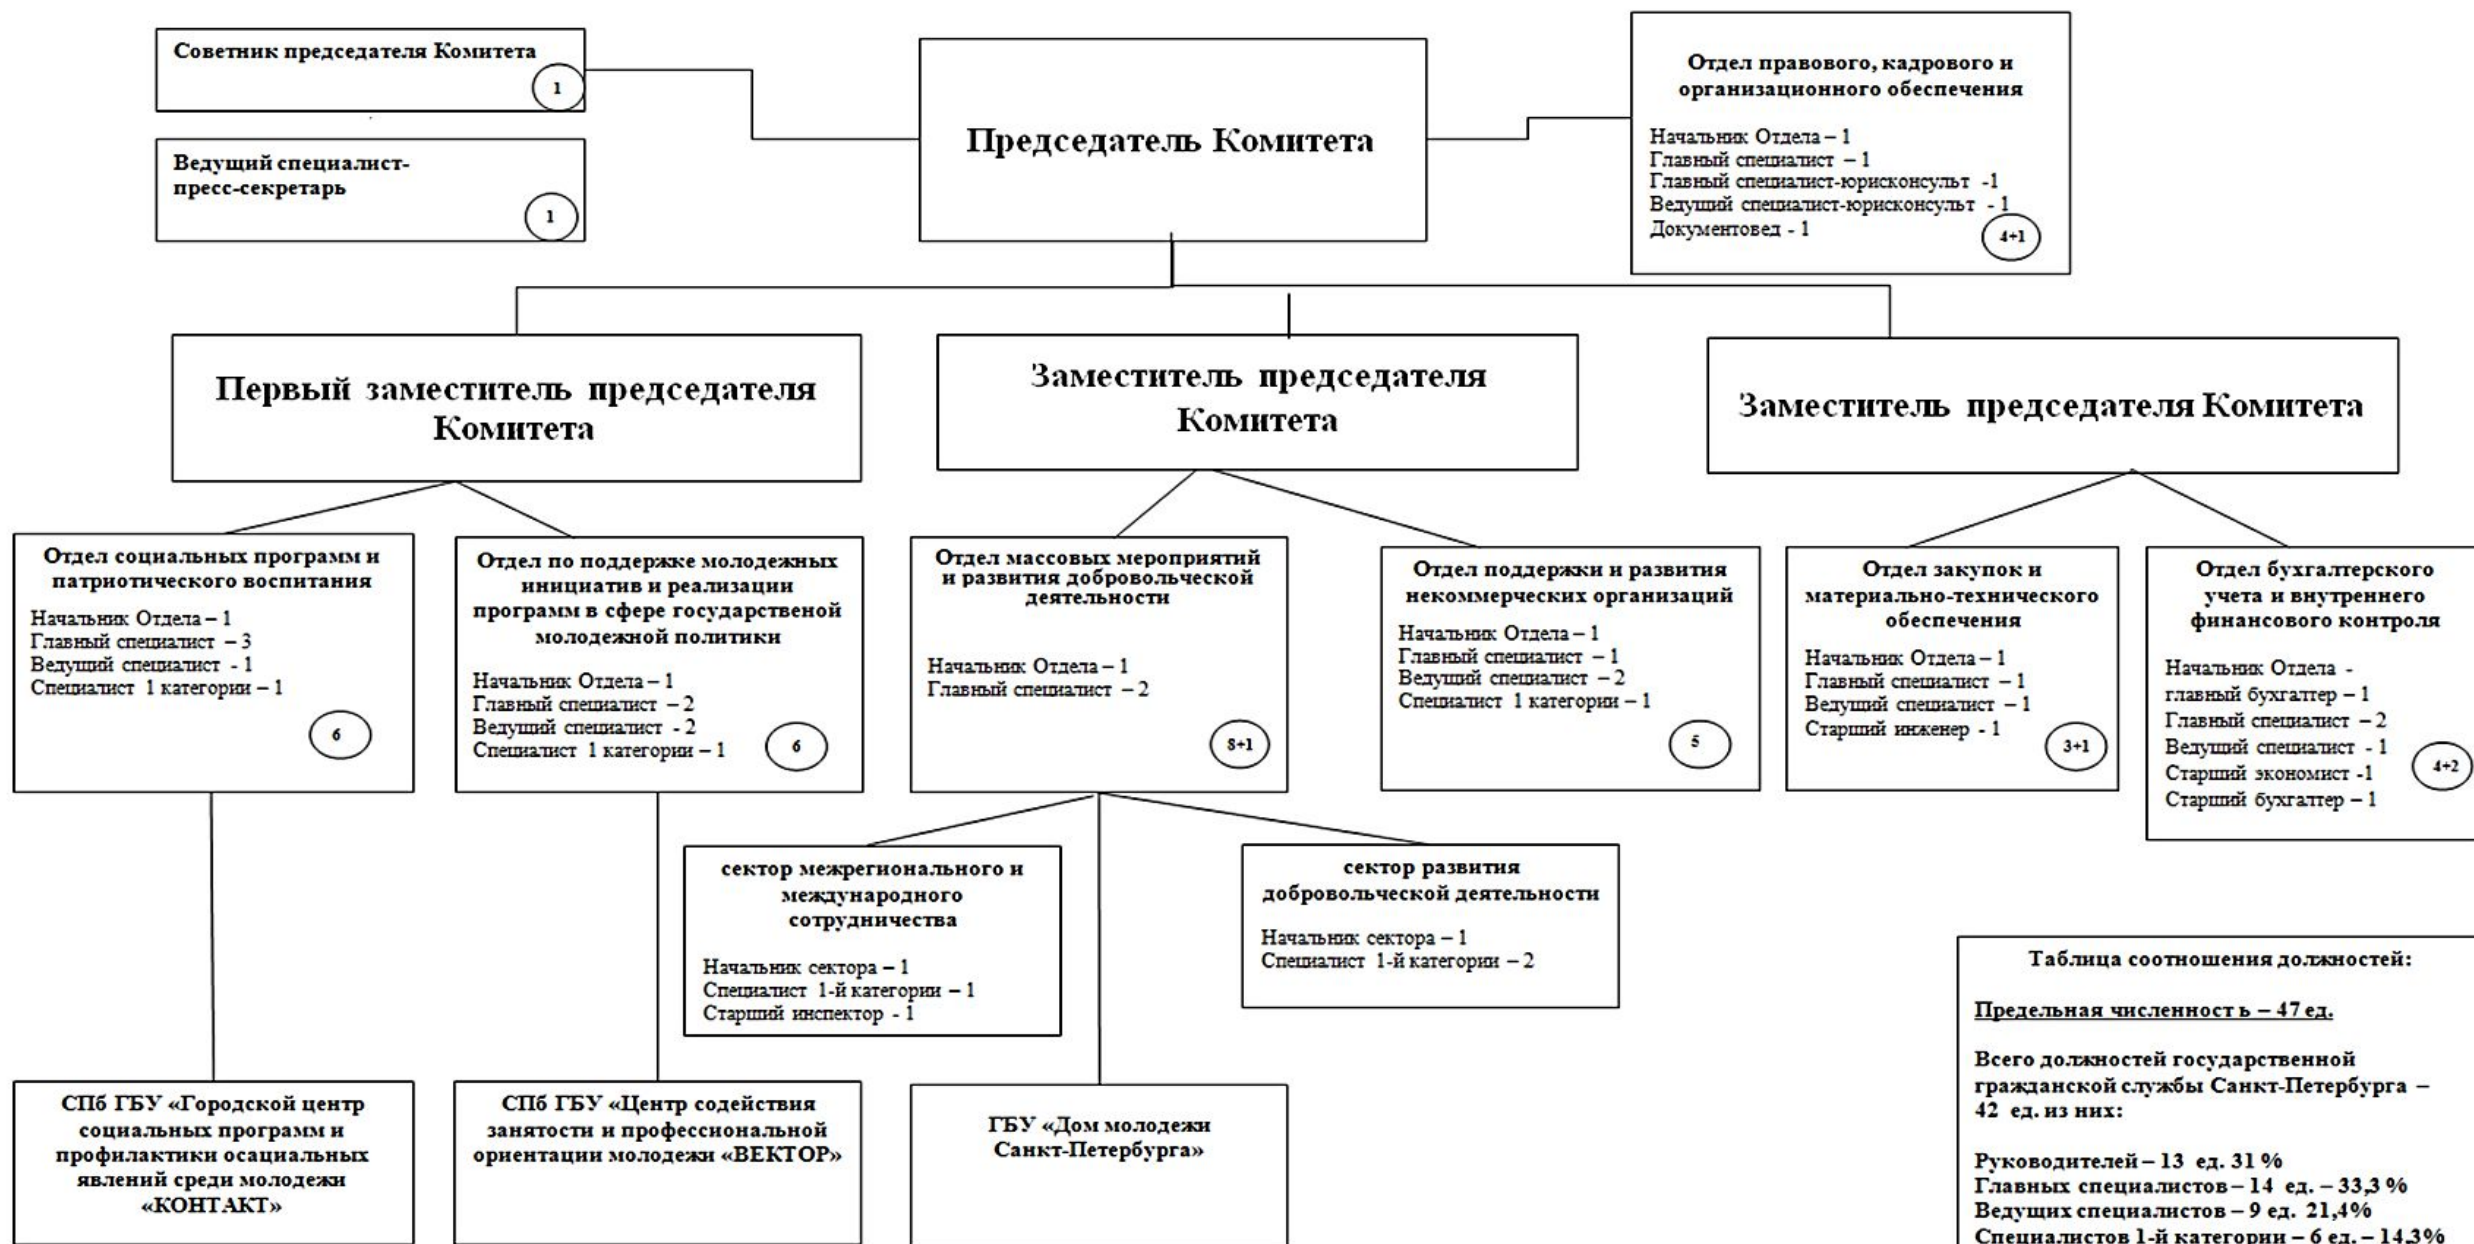 Советник председателя Комитета
1
Ведущий специалист-
пресс-секретарь
1
Председатель Комитета
Отдел правового, кадрового и
организационного обеспечения
Начальник Отдела – 1
Главный специалист – 1
Главный специалист-юрисконсульт -1
Ведущий специалист-юрисконсульт - 1
Документовед - 1
4+1
Первый заместитель председателя
Комитета
Заместитель председателя
Комитета
Заместитель председателя Комитета
Отдел социальных программ и
патриотического воспитания
Начальник Отдела – 1
Главный специалист – 3
Ведущий специалист - 1
Специалист 1 категории – 1
6
Отдел по поддержке молодежных
инициатив и реализации
программ в сфере государственой
молодежной политики
Начальник Отдела – 1
Главный специалист – 2
Ведущий специалист - 2
Специалист 1 категории – 1
6
Отдел массовых мероприятий
и развития добровольческой
деятельности
Начальник Отдела – 1
Главный специалист – 2
8+1
Отдел поддержки и развития
некоммерческих организаций
Начальник Отдела – 1
Главный специалист – 1
Ведущий специалист – 2
Специалист 1 категории – 1
5
Отдел закупок и
материально-технического
обеспечения
Начальник Отдела – 1
Главный специалист – 1
Ведущий специалист – 1
Старший инженер - 1
3+1
Отдел бухгалтерского
учета и внутреннего
финансового контроля
Начальник Отдела -
главный бухгалтер – 1
Главный специалист – 2
Ведущий специалист - 1
Старший экономист -1
Старший бухгалтер – 1
4+2
сектор межрегионального и
международного
сотрудничества
Начальник сектора – 1
Специалист 1-й категории – 1
Старший инспектор - 1
сектор развития
добровольческой деятельности
Начальник сектора – 1
Специалист 1-й категории – 2
СПб ГБУ «Городской центр
социальных программ и
профилактики осациальных
явлений среди молодежи
«КОНТАКТ»
СПб ГБУ «Центр содействия
занятости и профессиональной
ориентации молодежи «ВЕКТОР»
ГБУ «Дом молодежи
Санкт-Петербурга»
Таблица соотношения должностей:
Предельная численност ь – 47 ед.
Всего должностей государственной
гражданской службы Санкт-Петербурга –
42 ед. из них:
Руководителей – 13 ед. 31 %
Главных специалистов – 14 ед. – 33,3 %
Ведущих специалистов – 9 ед. 21,4%
Специалистов 1-й категории – 6 ед. – 14,3%